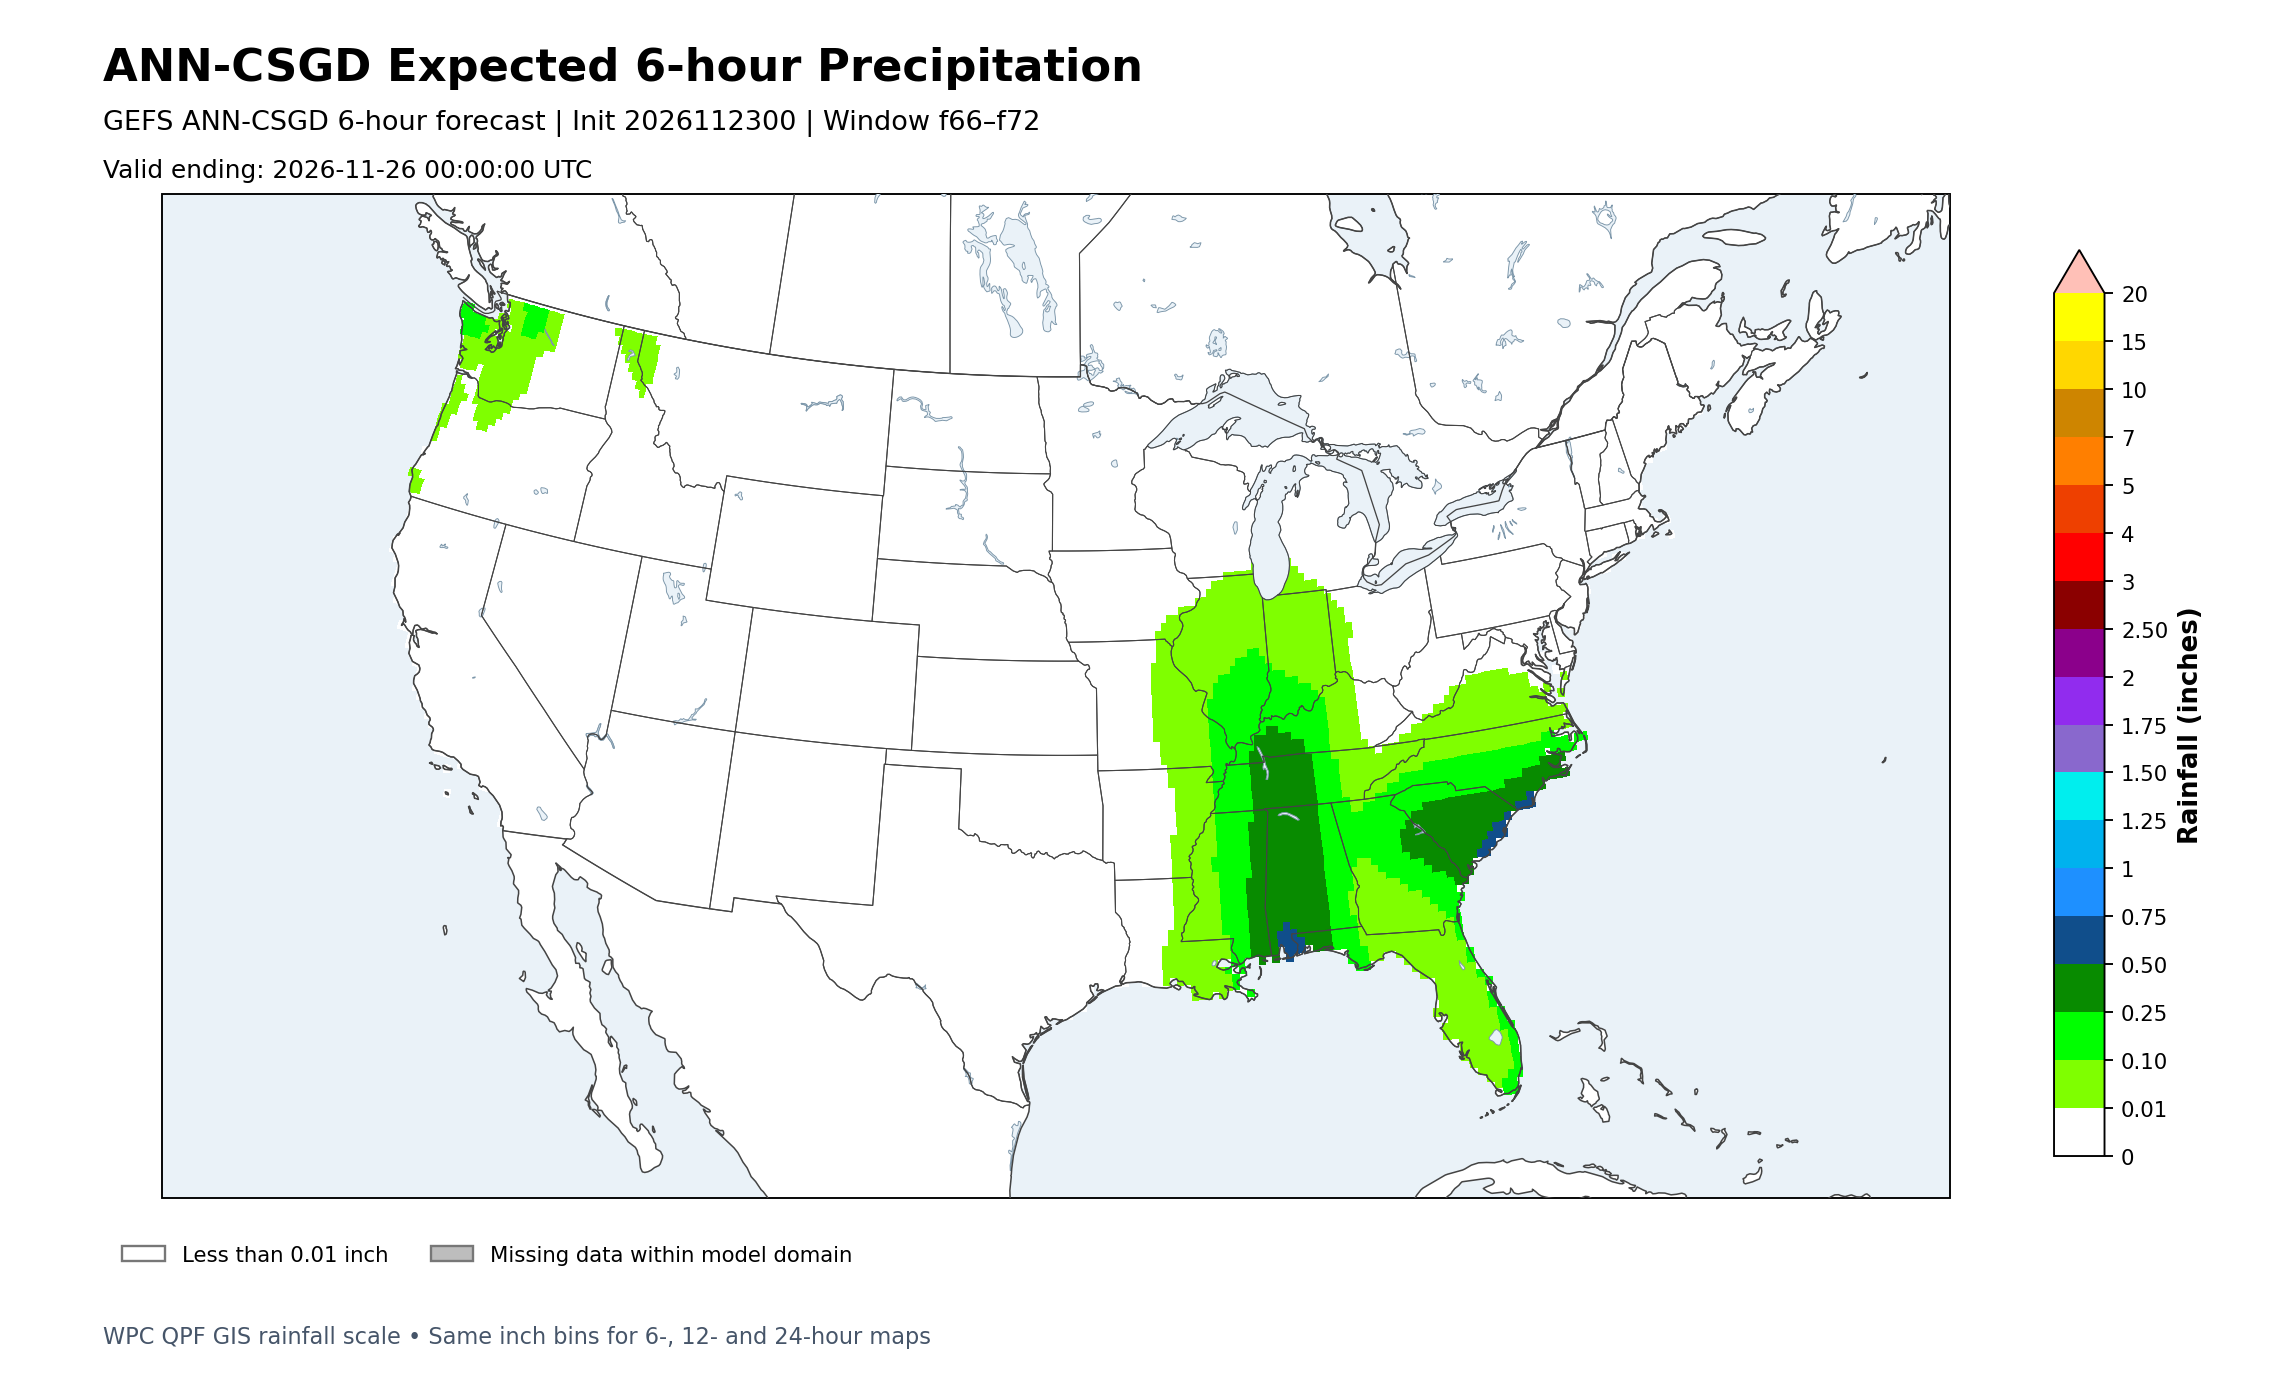 ANN-CSGD Expected 6-hour Precipitation
GEFS ANN-CSGD 6-hour forecast | Init 2026112300 | Window f66–f72
Valid ending: 2026-11-26 00:00:00 UTC
20
15
10
7
5
4
3
2.50
2
1.75
1.50
1.25
1
0.75
0.50
0.25
0.10
0.01
0
Rainfall (inches)
Less than 0.01 inch
Missing data within model domain
WPC QPF GIS rainfall scale • Same inch bins for 6-, 12- and 24-hour maps